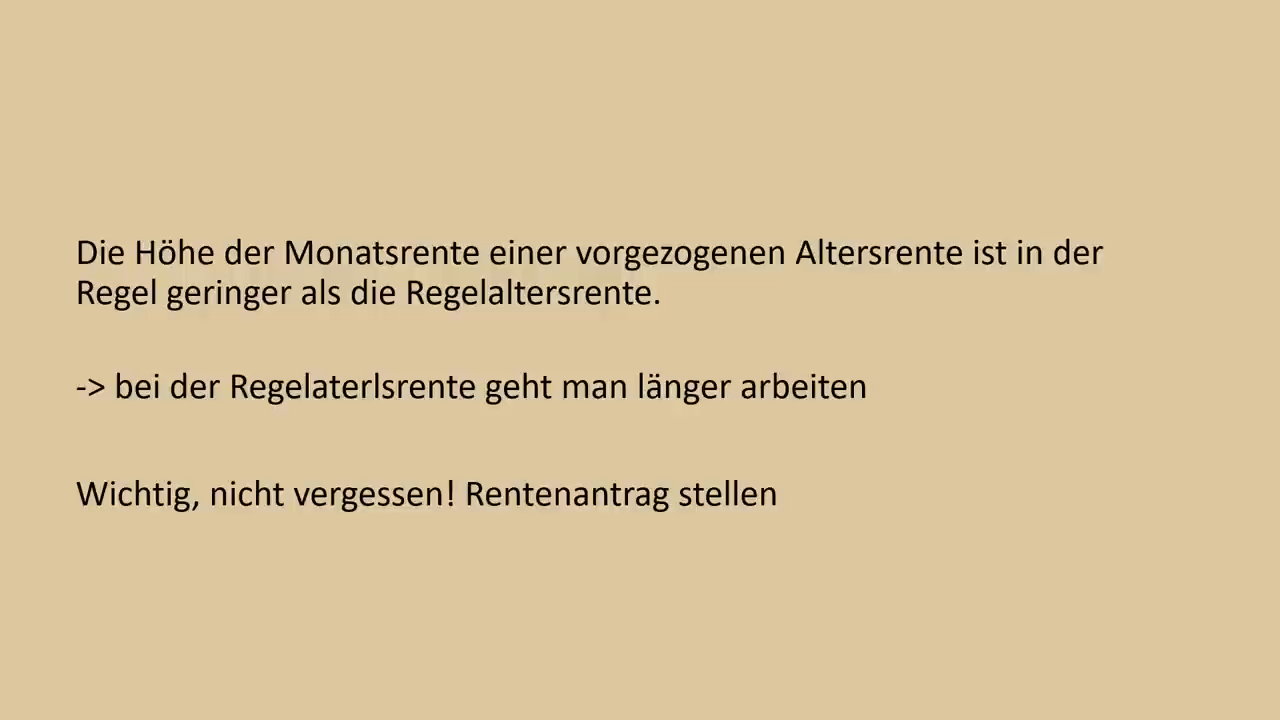 Die Höhe der Monatsrente einer vorgezogenen Altersrente ist in der
Regel geringer als die Regelaltersrente.
-> bei der Regelaterlsrente geht man länger arbeiten
Wichtig, nicht vergessen! Rentenantrag stellen